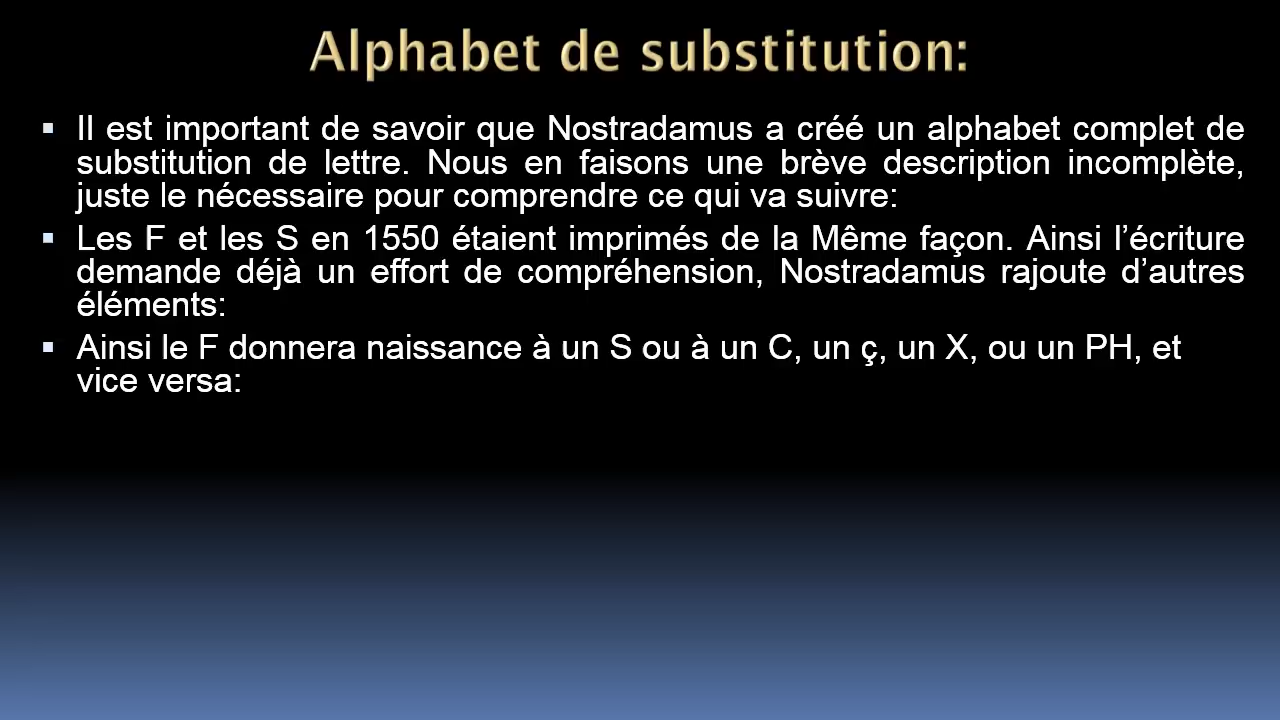 Alphabet de substitution:
▪ Il est important de savoir que Nostradamus a créé un alphabet complet de
substitution de lettre. Nous en faisons une brève description incomplète,
juste le nécessaire pour comprendre ce qui va suivre:
▪ Les F et les S en 1550 étaient imprimés de la Même façon. Ainsi l’écriture
demande déjà un effort de compréhension, Nostradamus rajoute d’autres
éléments:
▪ Ainsi le F donnera naissance à un S ou à un C, un ç, un X, ou un PH, et
vice versa: